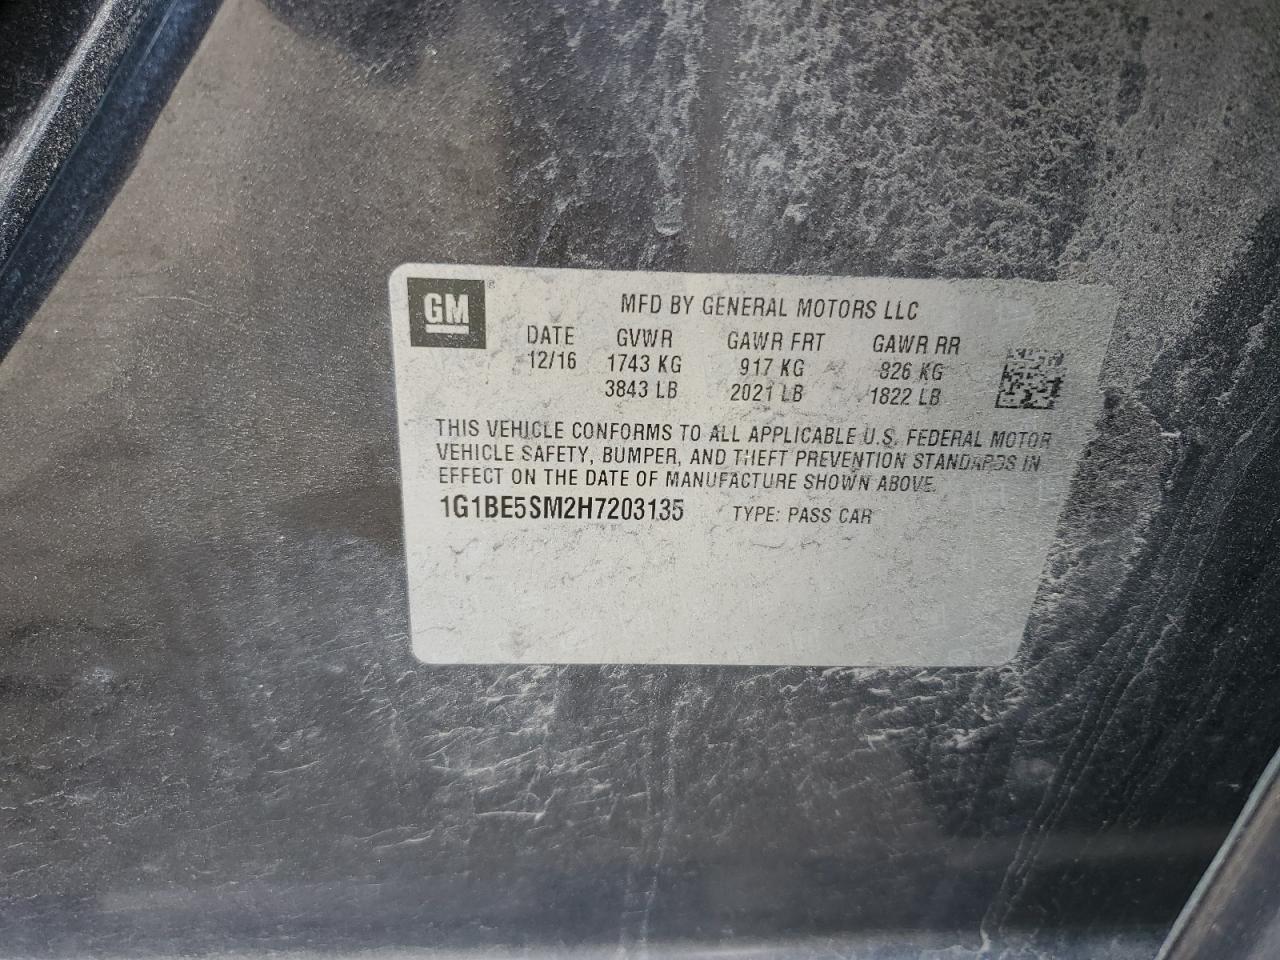 GM ®
MFD BY GENERAL MOTORS LLC
DATE GVWR GAWR FRT GAWR RR
12/16 1743 KG 917 KG 826 KG
3843 LB 2021 LB 1822 LB
THIS VEHICLE CONFORMS TO ALL APPLICABLE U.S. FEDERAL MOTOR
VEHICLE SAFETY, BUMPER, AND THEFT PREVENTION STANDARDS IN
EFFECT ON THE DATE OF MANUFACTURE SHOWN ABOVE.
1G1BE5SM2H7203135 TYPE: PASS CAR